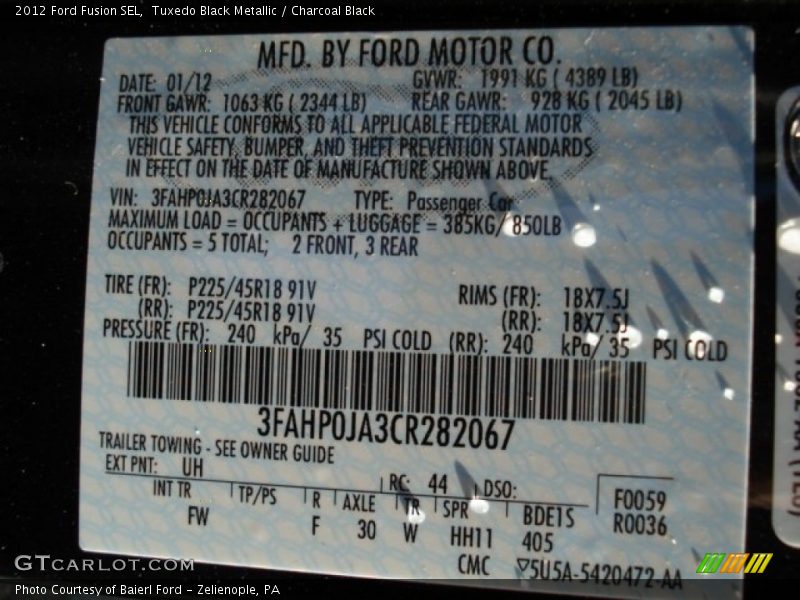 2012 Ford Fusion SEL,  Tuxedo Black Metallic / Charcoal Black
MFD. BY FORD MOTOR CO.
DATE: 01/12 GVWR: 1991 KG ( 4389 LB)
FRONT GAWR: 1063 KG ( 2344 LB) REAR GAWR: 928 KG ( 2045 LB)
THIS VEHICLE CONFORMS TO ALL APPLICABLE FEDERAL MOTOR
VEHICLE SAFETY, BUMPER, AND THEFT PREVENTION STANDARDS
IN EFFECT ON THE DATE OF MANUFACTURE SHOWN ABOVE.
VIN: 3FAHP0JA3CR282067 TYPE: Passenger Car
MAXIMUM LOAD = OCCUPANTS + LUGGAGE = 385KG/ 850LB
OCCUPANTS = 5 TOTAL; 2 FRONT, 3 REAR
TIRE (FR): P225/45R18 91V RIMS (FR): 18X7.5J
(RR): P225/45R18 91V (RR): 18X7.5J
PRESSURE (FR): 240 kPa/ 35 PSI COLD (RR): 240 kPa/ 35 PSI COLD
3FAHP0JA3CR282067
TRAILER TOWING - SEE OWNER GUIDE
EXT PNT: UH RC: 44 DSO: F0059
INT TR TP/PS R AXLE TR SPR BDE1S R0036
FW F 30 W HH11 405
CMC 5U5A-5420472-AA
GTCARLOT.COM
Photo Courtesy of Baierl Ford - Zelienople, PA